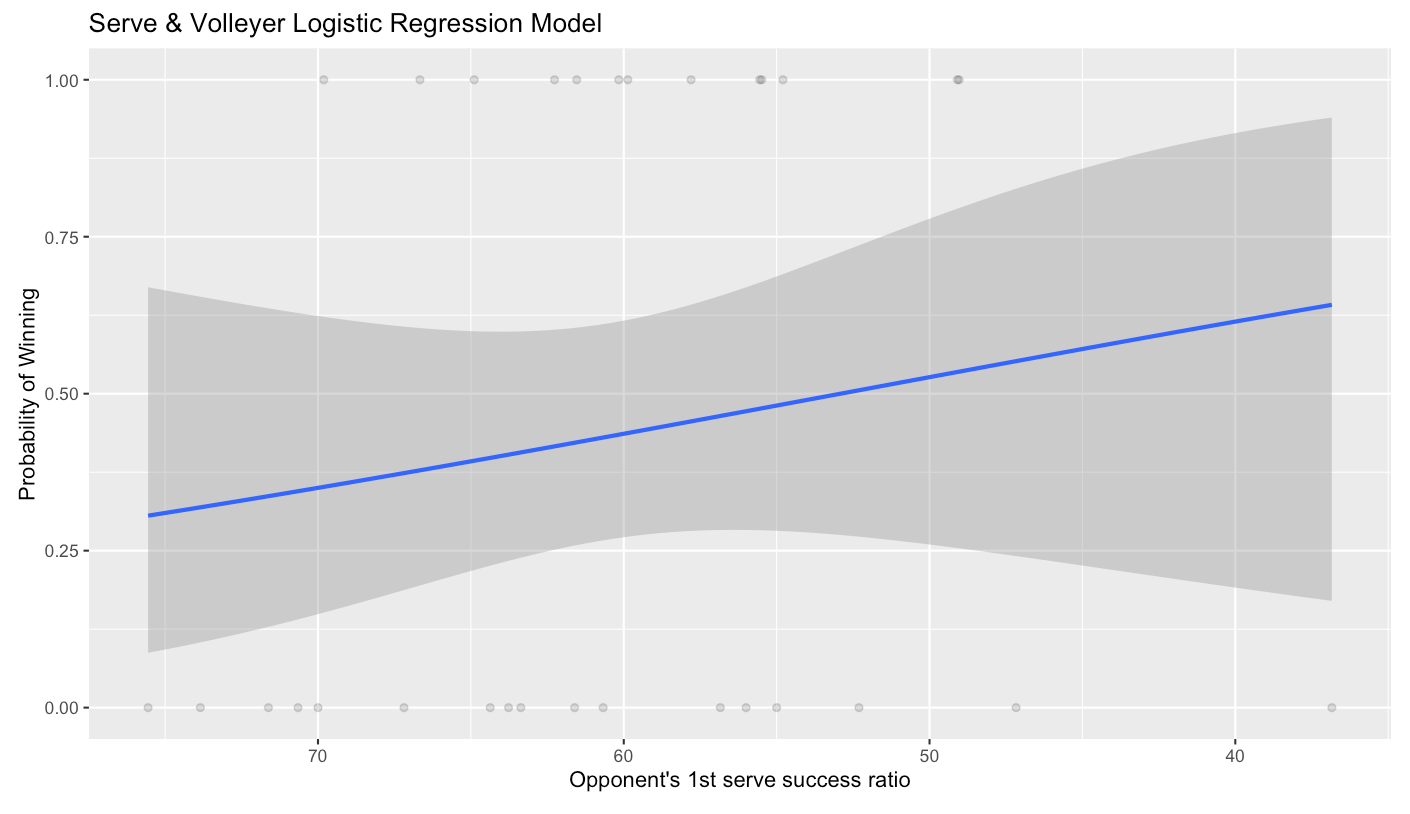 Serve & Volleyer Logistic Regression Model
Probability of Winning
1.00
0.75
0.50
0.25
0.00
70 60 50 40
Opponent's 1st serve success ratio